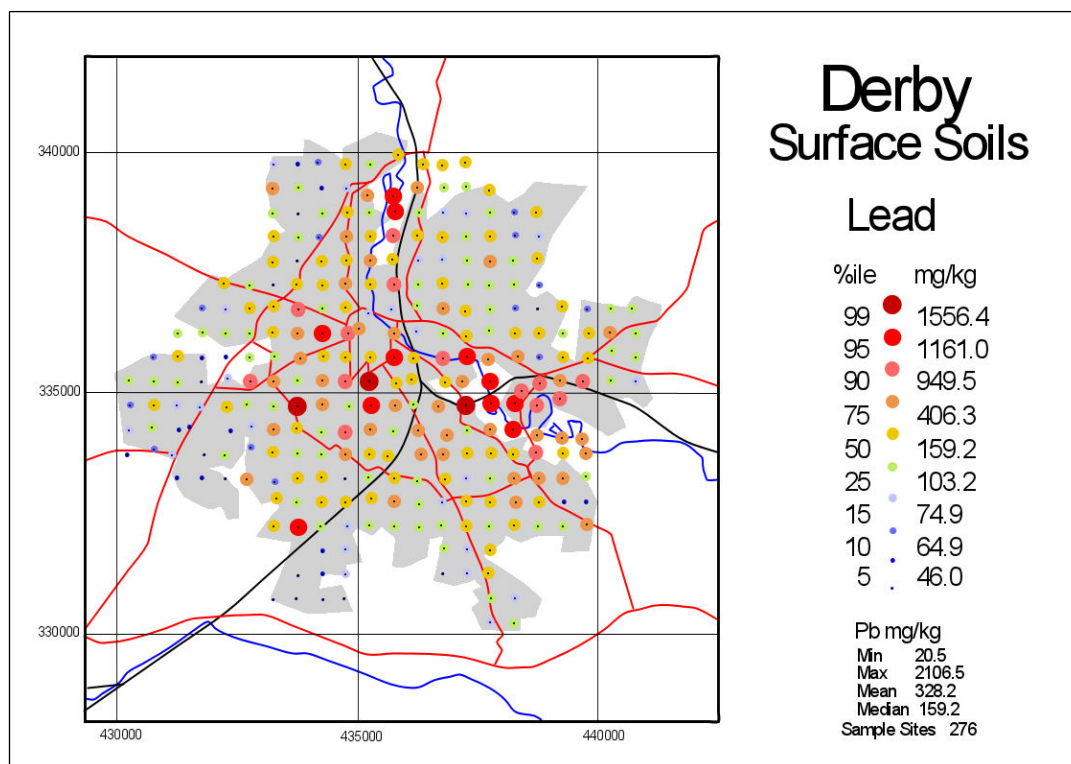 Derby
Surface Soils
Lead
%ile mg/kg
99 1556.4
95 1161.0
90 949.5
75 406.3
50 159.2
25 103.2
15 74.9
10 64.9
5 46.0
Pb mg/kg
Min 20.5
Max 2106.5
Mean 328.2
Median 159.2
Sample Sites 276
340000
335000
330000
430000 435000 440000